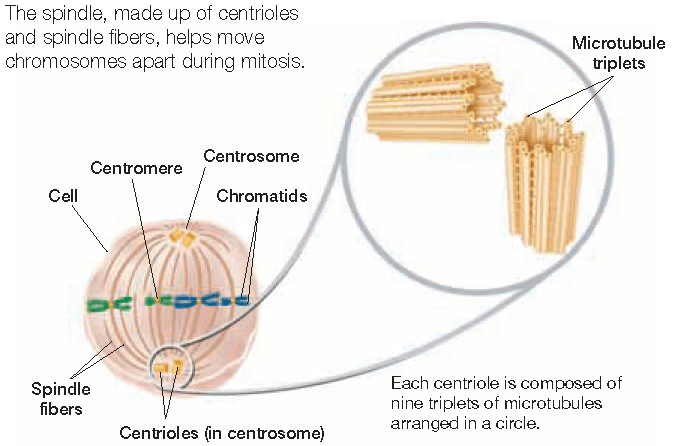 The spindle, made up of centrioles
and spindle fibers, helps move
chromosomes apart during mitosis.
Microtubule
triplets
Centrosome
Centromere
Cell
Chromatids
Spindle
fibers
Centrioles (in centrosome)
Each centriole is composed of
nine triplets of microtubules
arranged in a circle.